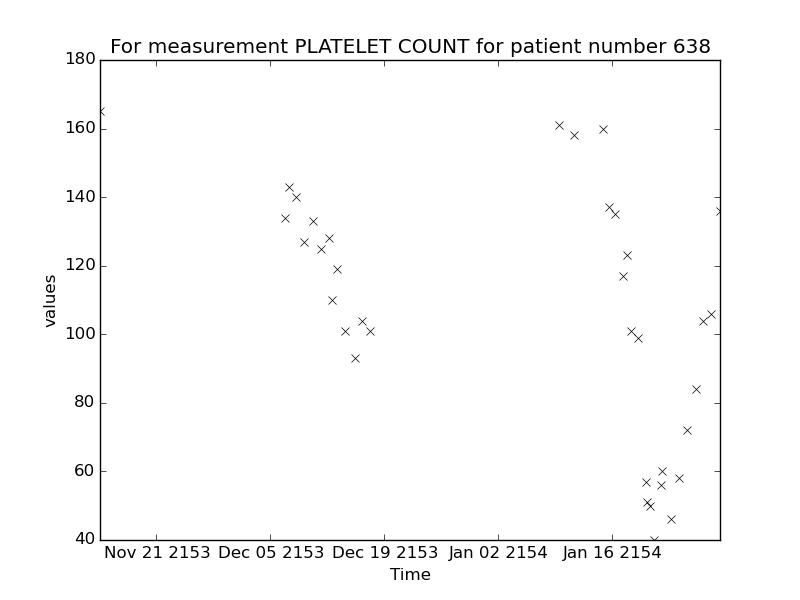 For measurement PLATELET COUNT for patient number 638
180
160
140
120
100
80
60
40
values
Nov 21 2153 Dec 05 2153 Dec 19 2153 Jan 02 2154 Jan 16 2154
Time